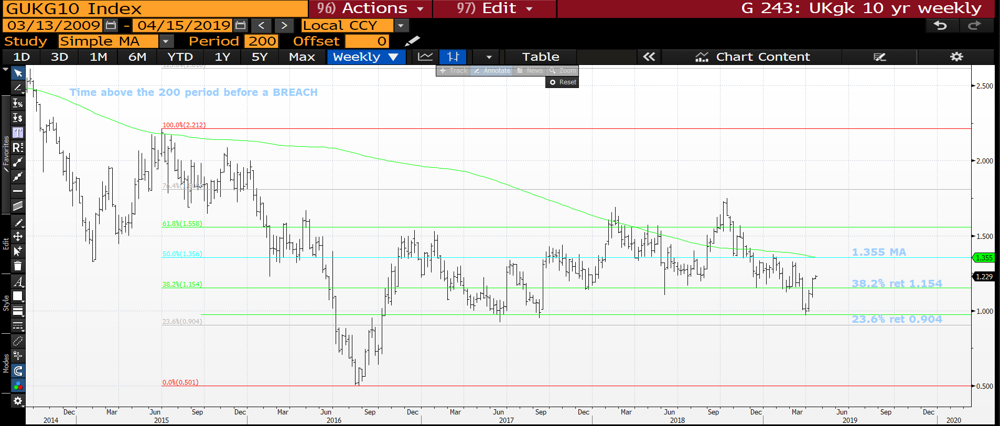 GUKG10 Index 96) Actions 97) Edit G 243: UKgk 10 yr weekly
03/13/2009 - 04/15/2019 < > Local CCY
Study Simple MA Period 200 Offset 0
1D 3D 1M 6M YTD 1Y 5Y Max Weekly Table Chart Content
Track Annotate News Zoom
Reset
Time above the 200 period before a BREACH
100.0%(2.212)
61.8%(1.558)
50.0%(1.356)
38.2%(1.154)
23.6%(0.904)
0.0%(0.501)
1.355 MA
38.2% ret 1.154
23.6% ret 0.904
2.500
2.000
1.500
1.355
1.229
1.000
0.500
Favorites
Edit
Style
Modes
Dec Mar Jun Sep Dec Mar Jun Sep Dec Mar Jun Sep Dec Mar Jun Sep Dec Mar Jun Sep Dec
2014 2015 2016 2017 2018 2019 2020